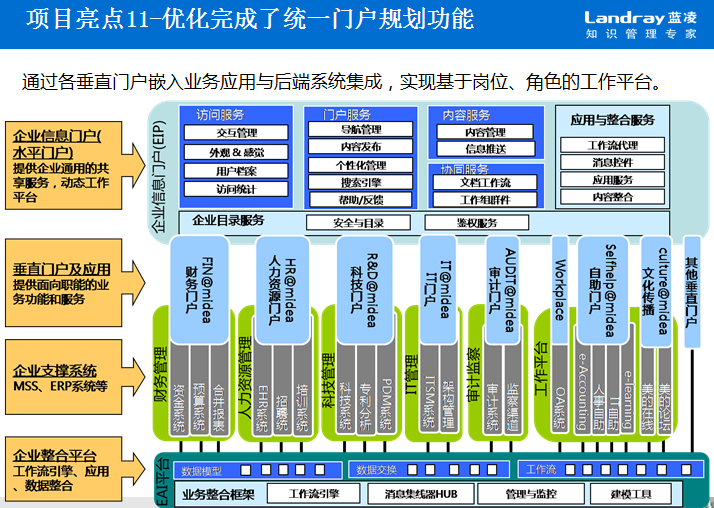 项目亮点11-优化完成了统一门户规划功能
Landray 蓝凌
知识管理专家
通过各垂直门户嵌入业务应用与后端系统集成，实现基于岗位、角色的工作平台。
企业信息门户(
水平门户)
提供企业通用的共
享服务，动态工作
平台
垂直门户及应用
提供面向职能的业
务功能和服务
企业支撑系统
MSS、ERP系统等
企业整合平台
工作流引擎、应用
、数据整合
企业信息门户(EIP)
访问服务
交互管理
外观 & 感觉
用户档案
访问统计
门户服务
导航管理
内容发布
个性化管理
搜索引擎
帮助/反馈
内容服务
内容管理
信息推送
协同服务
文档工作流
工作组群件
应用与整合服务
工作流代理
消息控件
应用服务
内容整合
企业目录服务
安全与目录
鉴权服务
FIN@midea
财务门户
HR@midea
人力资源门户
R&D@midea
科技门户
IT@midea
IT门户
AUDIT@midea
审计门户
Workplace
Selfhelp@midea
自助门户
culture@midea
文化传播
其他垂直门户
财务管理
资金系统
预算系统
合并报表
人力资源管理
EHR系统
招聘系统
培训系统
科技管理
科技系统
专利分析
PDM系统
IT管理
ITSM系统
架构管理
审计监察
审计系统
监察渠道
工作平台
OA系统
e-Accounting
人事自助
IT自助
e-learning
美的在线
美的论坛
EAI平台
数据模型
数据交换
工作流
业务整合框架
工作流引擎
消息集线器HUB
管理与监控
建模工具